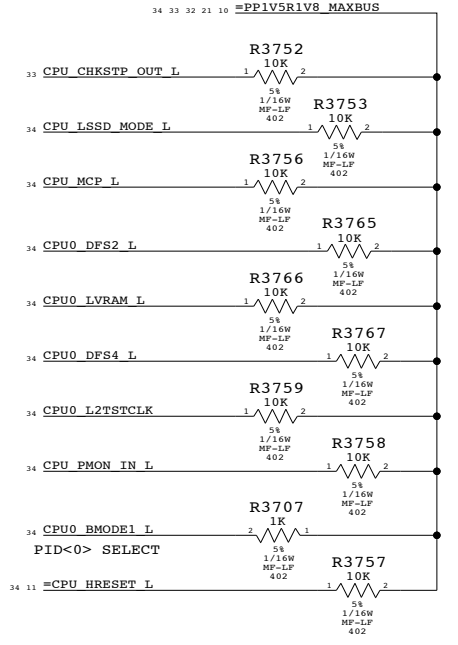 34 33 32 21 10 =PP1V5R1V8_MAXBUS
R3752
10K
33 CPU_CHKSTP_OUT_L 1 2
5%
1/16W
MF-LF
402
R3753
10K
34 CPU_LSSD_MODE_L 1 2
5%
1/16W
MF-LF
402
R3756
10K
34 CPU_MCP_L 1 2
5%
1/16W
MF-LF
402
R3765
10K
34 CPU0_DFS2_L 1 2
5%
1/16W
MF-LF
402
R3766
10K
34 CPU0_LVRAM_L 1 2
5%
1/16W
MF-LF
402
R3767
10K
34 CPU0_DFS4_L 1 2
5%
1/16W
MF-LF
402
R3759
10K
34 CPU0_L2TSTCLK 1 2
5%
1/16W
MF-LF
402
R3758
10K
34 CPU_PMON_IN_L 1 2
5%
1/16W
MF-LF
402
R3707
1K
34 CPU0_BMODE1_L 2 1
PID<0> SELECT
5%
1/16W
MF-LF
402
R3757
10K
34 11 =CPU_HRESET_L 1 2
5%
1/16W
MF-LF
402